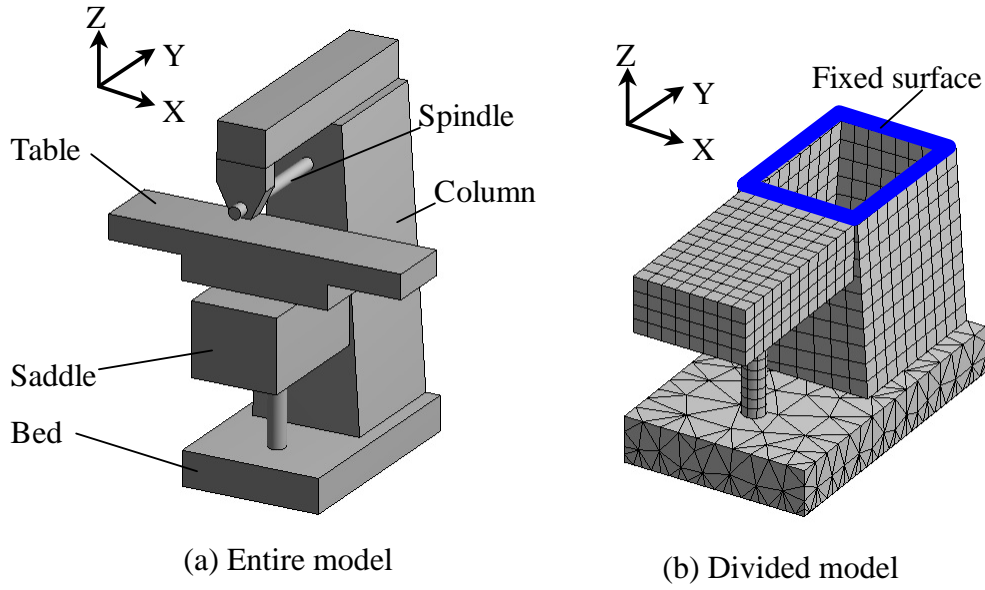 Z
Y
X
Spindle
Table
Column
Saddle
Bed
(a) Entire model
Z
Y
X
Fixed surface
(b) Divided model